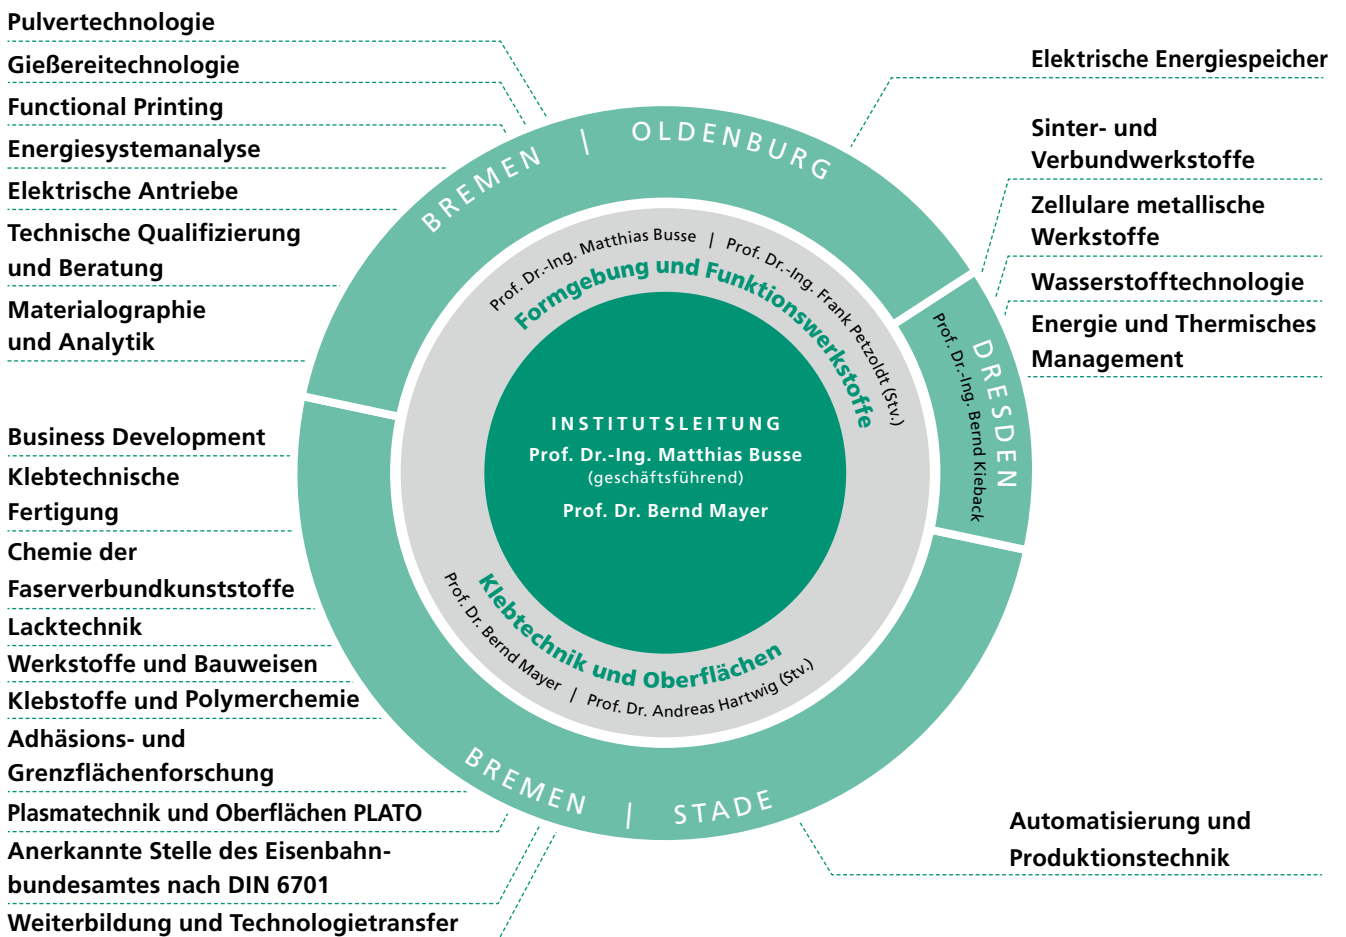 Pulvertechnologie
Gießereitechnologie
Functional Printing
Energiesystemanalyse
Elektrische Antriebe
Technische Qualifizierung
und Beratung
Materialographie
und Analytik
Business Development
Klebtechnische
Fertigung
Chemie der
Faserverbundkunststoffe
Lacktechnik
Werkstoffe und Bauweisen
Klebstoffe und Polymerchemie
Adhäsions- und
Grenzflächenforschung
Plasmatechnik und Oberflächen PLATO
Anerkannte Stelle des Eisenbahn-
bundesamtes nach DIN 6701
Weiterbildung und Technologietransfer
BREMEN | OLDENBURG
Prof. Dr.-Ing. Matthias Busse | Prof. Dr.-Ing. Frank Petzoldt (Stv.)
Formgebung und Funktionswerkstoffe
INSTITUTSLEITUNG
Prof. Dr.-Ing. Matthias Busse
(geschäftsführend)
Prof. Dr. Bernd Mayer
Klebtechnik und Oberflächen
Prof. Dr. Bernd Mayer | Prof. Dr. Andreas Hartwig (Stv.)
BREMEN | STADE
DRESDEN
Prof. Dr.-Ing. Bernd Kieback
Elektrische Energiespeicher
Sinter- und
Verbundwerkstoffe
Zellulare metallische
Werkstoffe
Wasserstofftechnologie
Energie und Thermisches
Management
Automatisierung und
Produktionstechnik